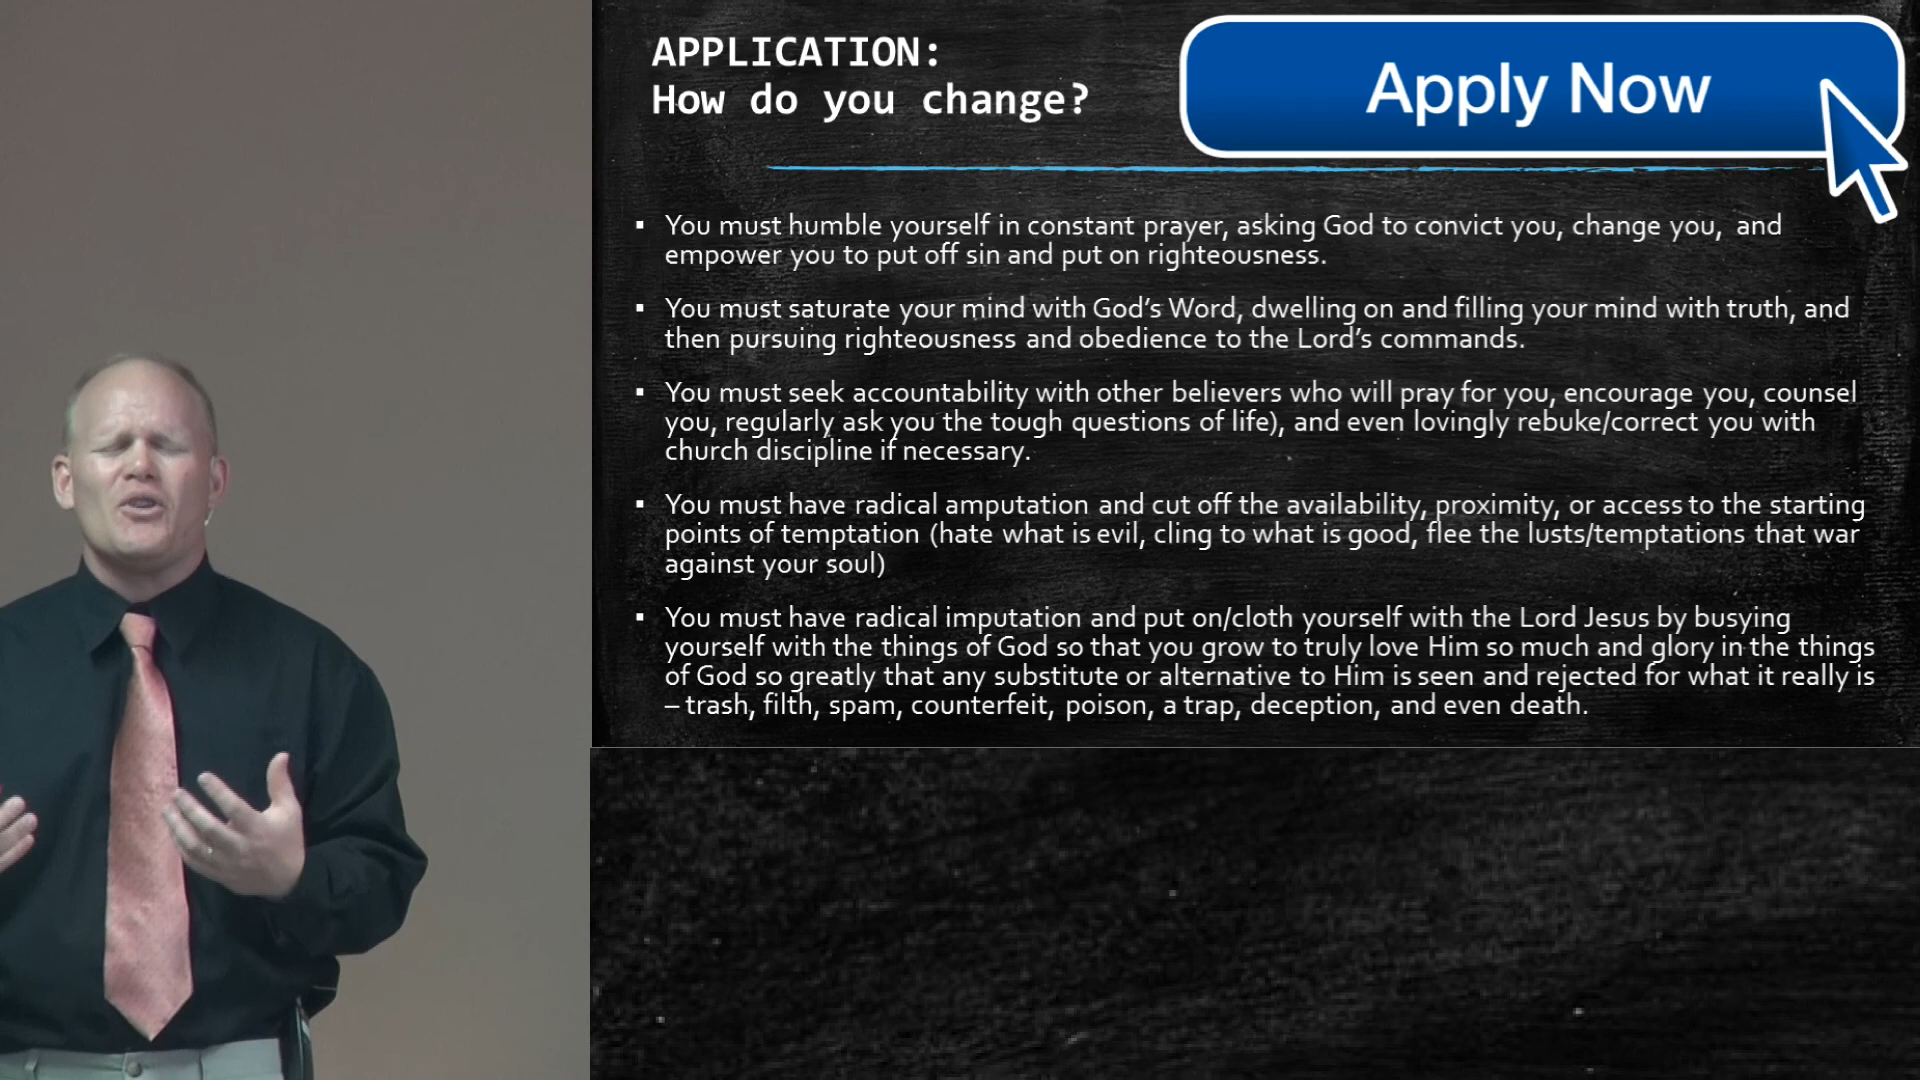 APPLICATION:
How do you change?
Apply Now
▪ You must humble yourself in constant prayer, asking God to convict you, change you,  and
empower you to put off sin and put on righteousness.
▪ You must saturate your mind with God’s Word, dwelling on and filling your mind with truth, and
then pursuing righteousness and obedience to the Lord’s commands.
▪ You must seek accountability with other believers who will pray for you, encourage you, counsel
you, regularly ask you the tough questions of life), and even lovingly rebuke/correct you with
church discipline if necessary.
▪ You must have radical amputation and cut off the availability, proximity, or access to the starting
points of temptation (hate what is evil, cling to what is good, flee the lusts/temptations that war
against your soul)
▪ You must have radical imputation and put on/cloth yourself with the Lord Jesus by busying
yourself with the things of God so that you grow to truly love Him so much and glory in the things
of God so greatly that any substitute or alternative to Him is seen and rejected for what it really is
– trash, filth, spam, counterfeit, poison, a trap, deception, and even death.